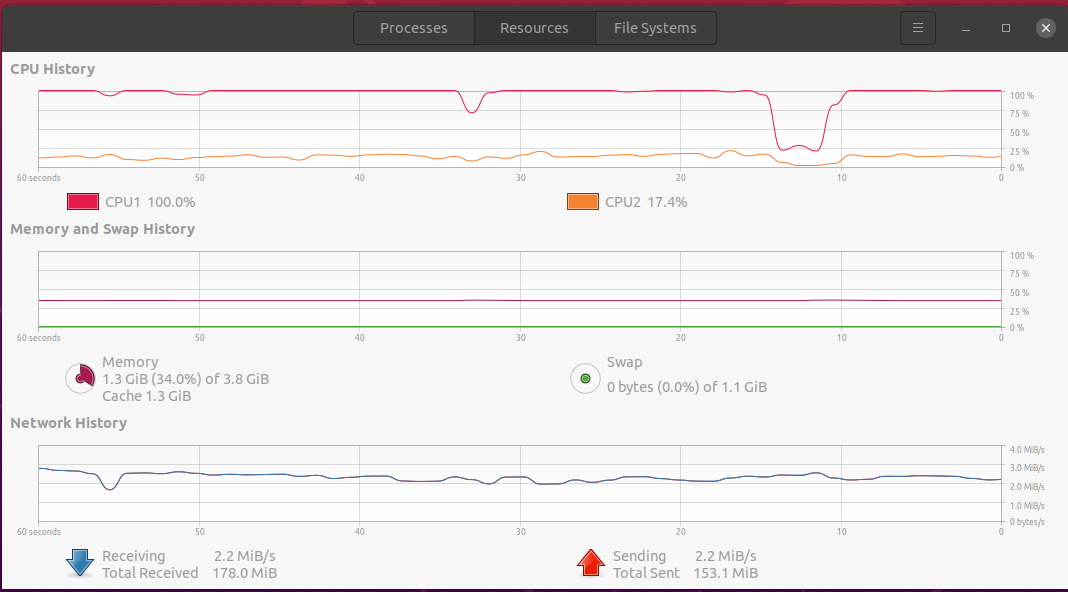 Processes Resources File Systems
CPU History
100 %
75 %
50 %
25 %
0 %
60 seconds 50 40 30 20 10 0
CPU1 100.0% CPU2 17.4%
Memory and Swap History
100 %
75 %
50 %
25 %
0 %
60 seconds 50 40 30 20 10 0
Memory
1.3 GiB (34.0%) of 3.8 GiB
Cache 1.3 GiB
Swap
0 bytes (0.0%) of 1.1 GiB
Network History
4.0 MiB/s
3.0 MiB/s
2.0 MiB/s
1.0 MiB/s
0 bytes/s
60 seconds 50 40 30 20 10 0
Receiving 2.2 MiB/s
Total Received 178.0 MiB
Sending 2.2 MiB/s
Total Sent 153.1 MiB